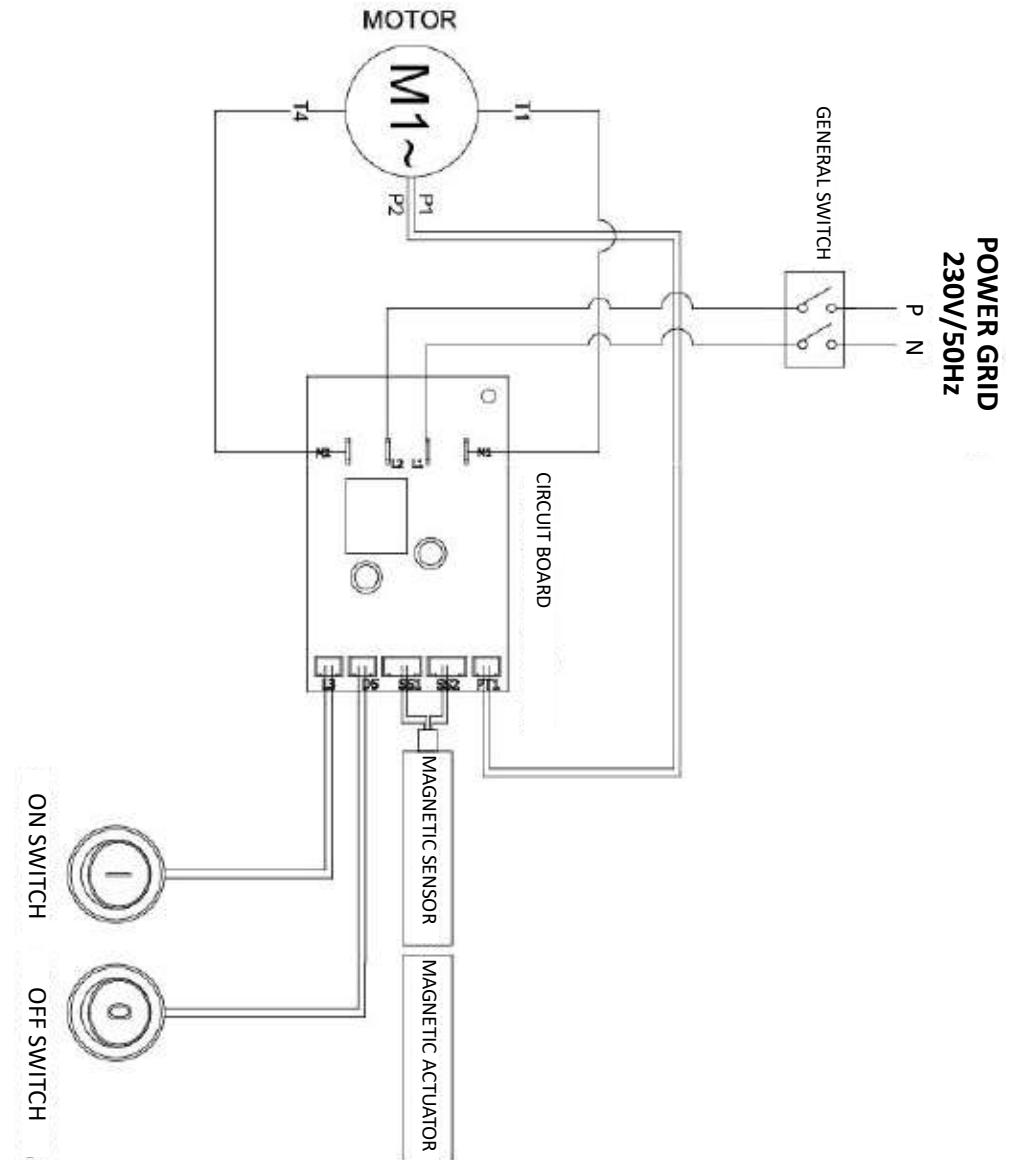 MOTOR
M1~
T4
T1
P2
P1
GENERAL SWITCH
POWER GRID
230V/50Hz
P
N
N2
L2
L1
N1
CIRCUIT BOARD
L3
D5
SS1
SS2
PT1
MAGNETIC SENSOR
MAGNETIC ACTUATOR
ON SWITCH
OFF SWITCH